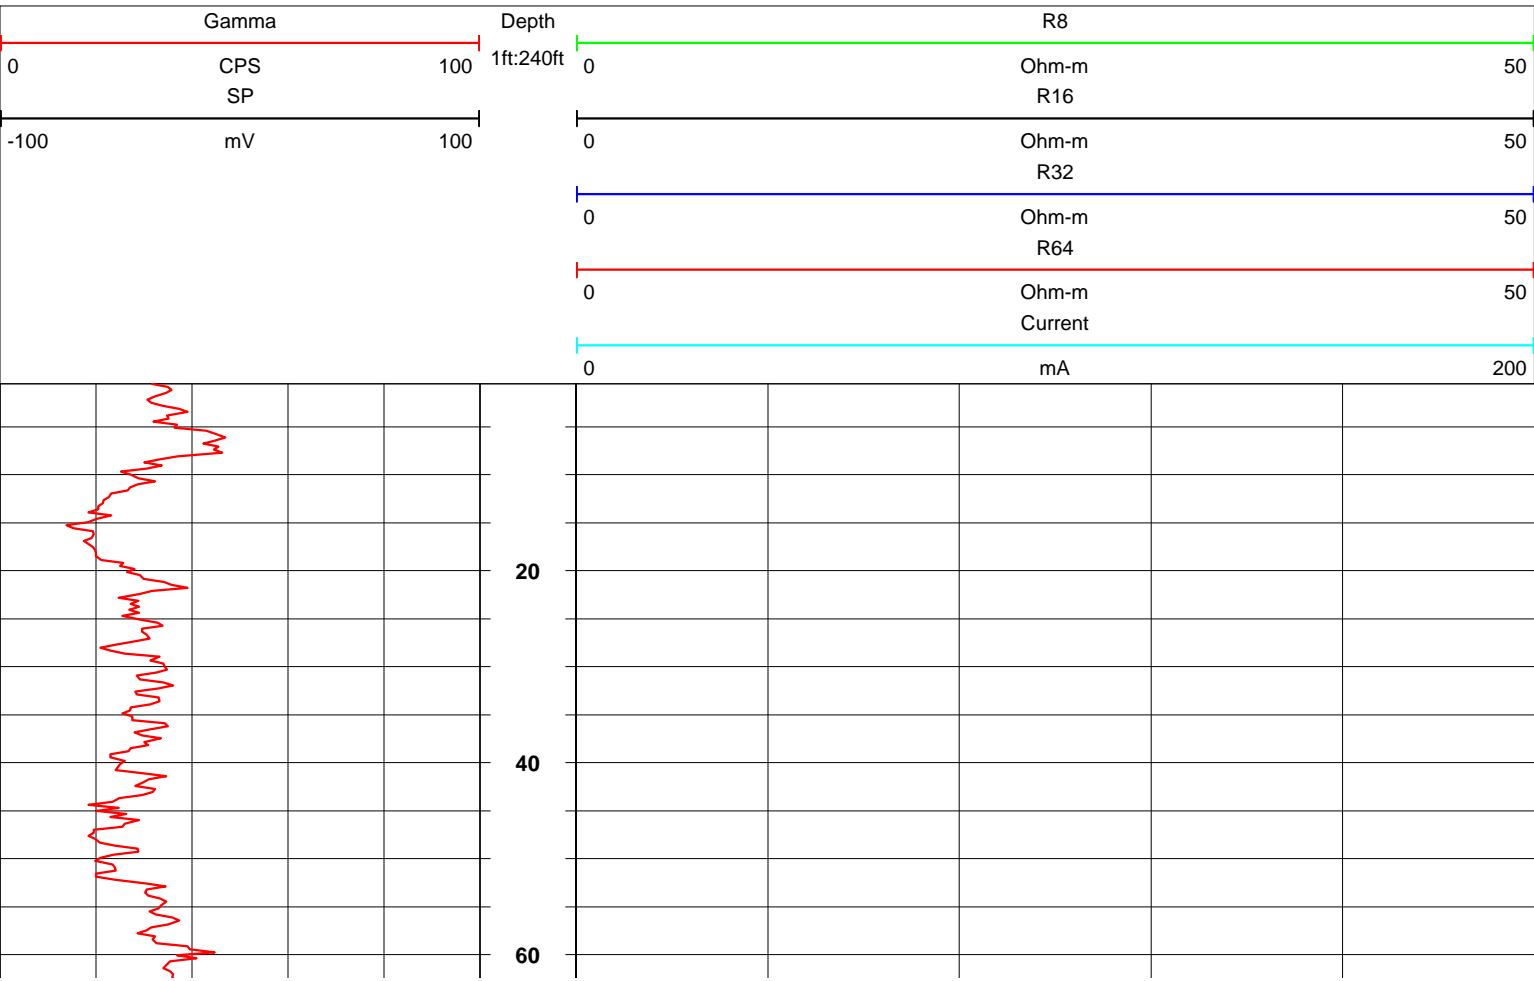 Gamma Depth R8
1ft:240ft
0 CPS 100 0 Ohm-m 50
SP R16
-100 mV 100 0 Ohm-m 50
R32
0 Ohm-m 50
R64
0 Ohm-m 50
Current
0 mA 200
20
40
60